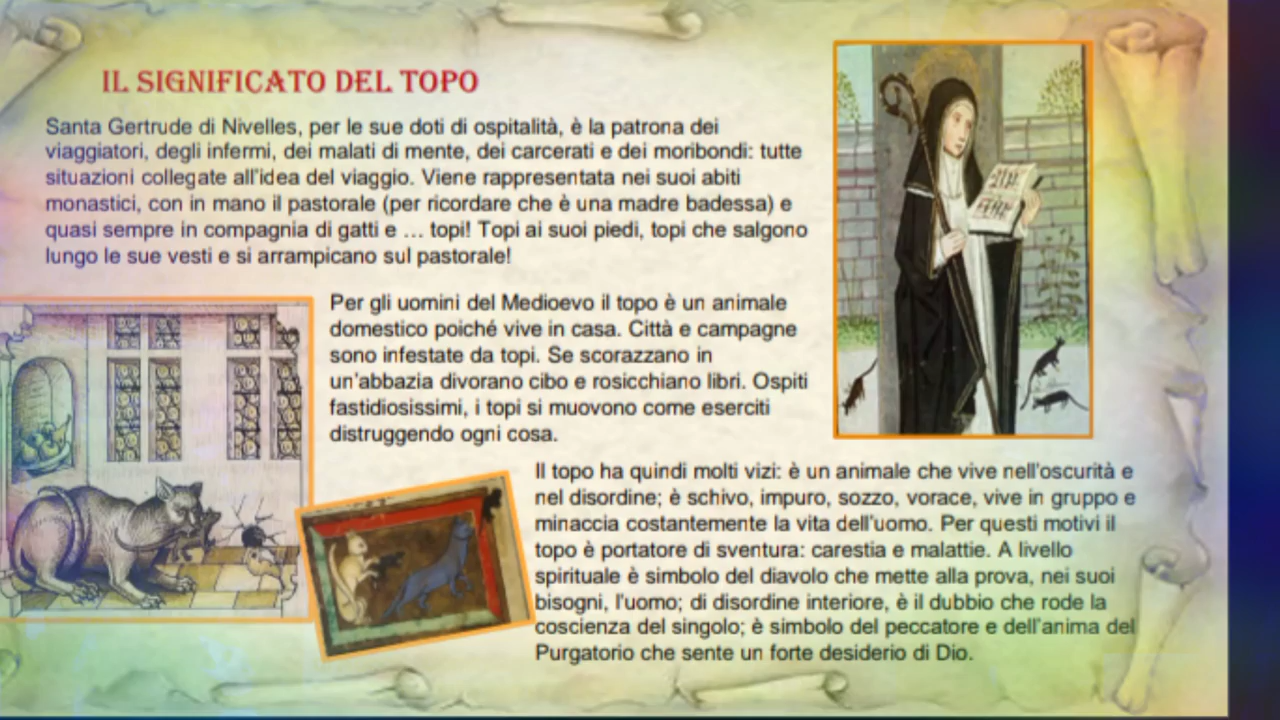 IL SIGNIFICATO DEL TOPO
Santa Gertrude di Nivelles, per le sue doti di ospitalità, è la patrona dei
viaggiatori, degli infermi, dei malati di mente, dei carcerati e dei moribondi: tutte
situazioni collegate all'idea del viaggio. Viene rappresentata nei suoi abiti
monastici, con in mano il pastorale (per ricordare che è una madre badessa) e
quasi sempre in compagnia di gatti e … topi! Topi ai suoi piedi, topi che salgono
lungo le sue vesti e si arrampicano sul pastorale!
Per gli uomini del Medioevo il topo è un animale
domestico poiché vive in casa. Città e campagne
sono infestate da topi. Se scorazzano in
un'abbazia divorano cibo e rosicchiano libri. Ospiti
fastidiosissimi, i topi si muovono come eserciti
distruggendo ogni cosa.
Il topo ha quindi molti vizi: è un animale che vive nell'oscurità e
nel disordine; è schivo, impuro, sozzo, vorace, vive in gruppo e
minaccia costantemente la vita dell'uomo. Per questi motivi il
topo è portatore di sventura: carestia e malattie. A livello
spirituale è simbolo del diavolo che mette alla prova, nei suoi
bisogni, l'uomo; di disordine interiore, è il dubbio che rode la
coscienza del singolo; è simbolo del peccatore e dell'anima del
Purgatorio che sente un forte desiderio di Dio.